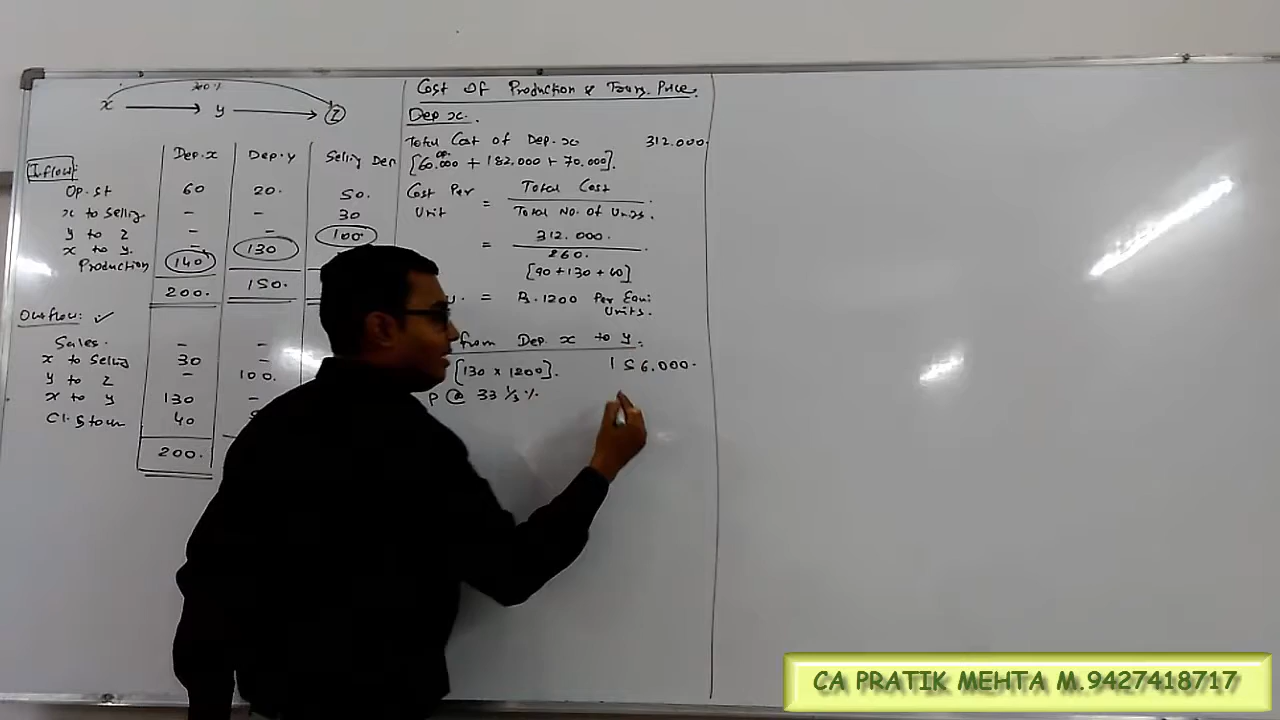 x → y → Z
Dep.x Dep.y Selling Dep
Inflow:
Op.st 60 20. 50.
x to Selling - - 30
y to z - - 100
x to y. - 130
Production 140
200. 150.
Outflow: ✓
Sales. - -
x to Selling 30 -
y to z - 100.
x to y 130 -
Cl. Stock 40
200.
Cost Of Production & Trans. Price.
Dep x.
Total Cost of Dep. x 312.000.
op.
[60.000 + 182.000 + 70.000].
Cost Per Unit = Total Cost
Total No. Of Units.
= 312.000.
260.
[90 + 130 + 40]
= Rs. 1200 Per Equi. Units.
from Dep x to y.
[130 x 1200]. 156.000.
P @ 33 1/3 %
CA PRATIK MEHTA M.9427418717